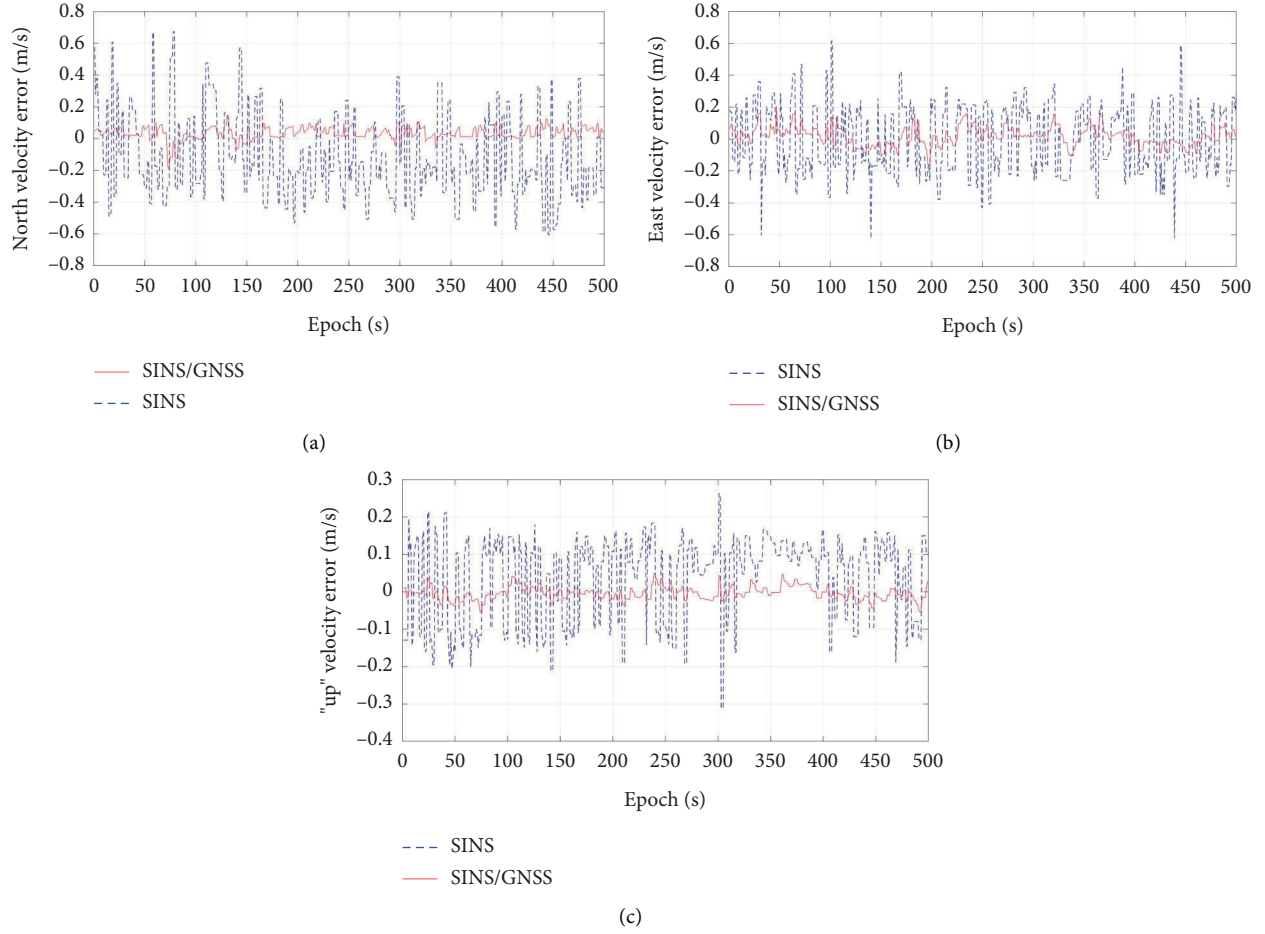 North velocity error (m/s)
0.8
0.6
0.4
0.2
0
–0.2
–0.4
–0.6
–0.8
0 50 100 150 200 250 300 350 400 450 500
Epoch (s)
SINS/GNSS
SINS
(a)
East velocity error (m/s)
0.8
0.6
0.4
0.2
0
–0.2
–0.4
–0.6
–0.8
0 50 100 150 200 250 300 350 400 450 500
Epoch (s)
SINS
SINS/GNSS
(b)
"up" velocity error (m/s)
0.3
0.2
0.1
0
–0.1
–0.2
–0.3
–0.4
0 50 100 150 200 250 300 350 400 450 500
Epoch (s)
SINS
SINS/GNSS
(c)